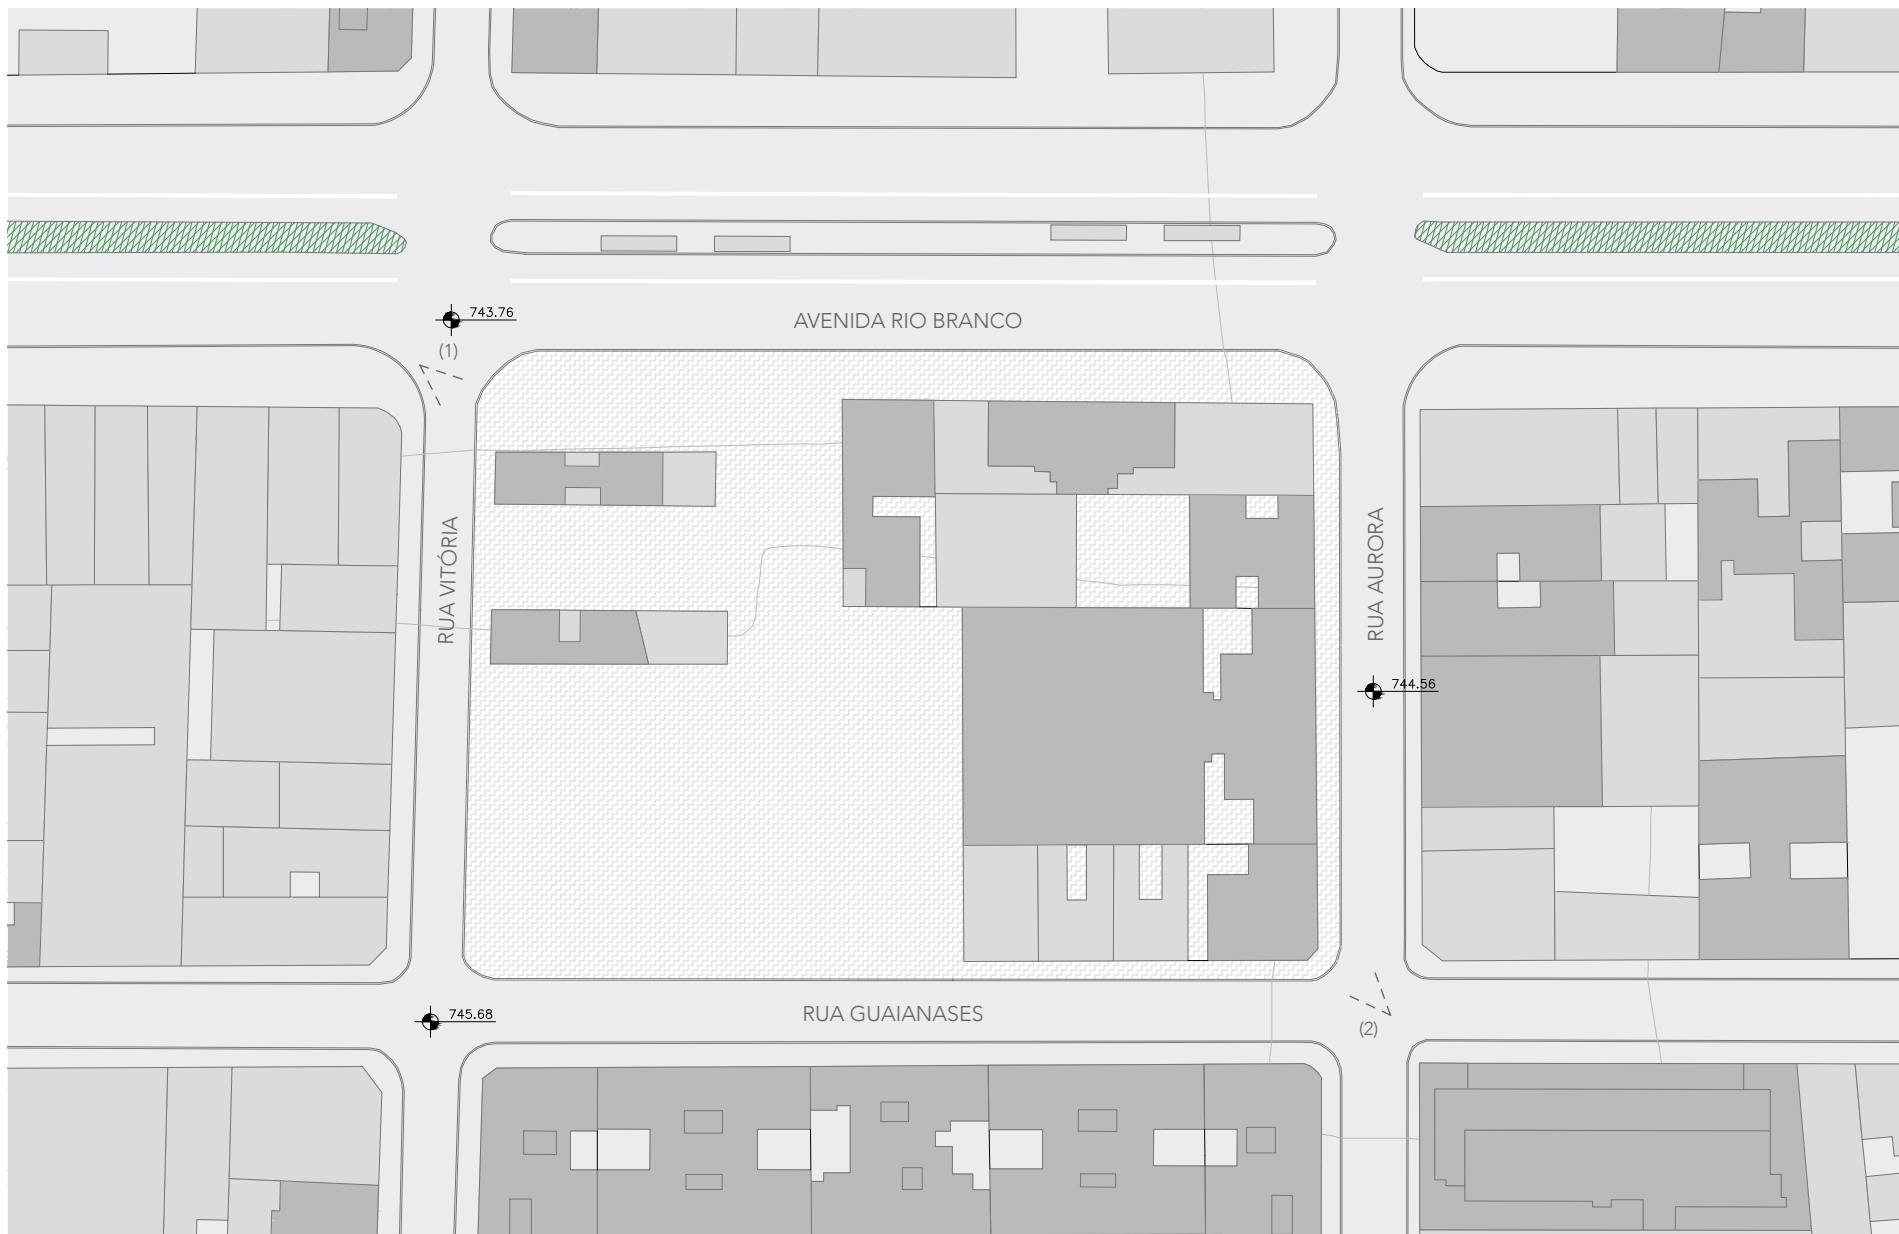 743.76
(1)
AVENIDA RIO BRANCO
RUA VITÓRIA
RUA AURORA
744.56
745.68
RUA GUAIANASES
(2)